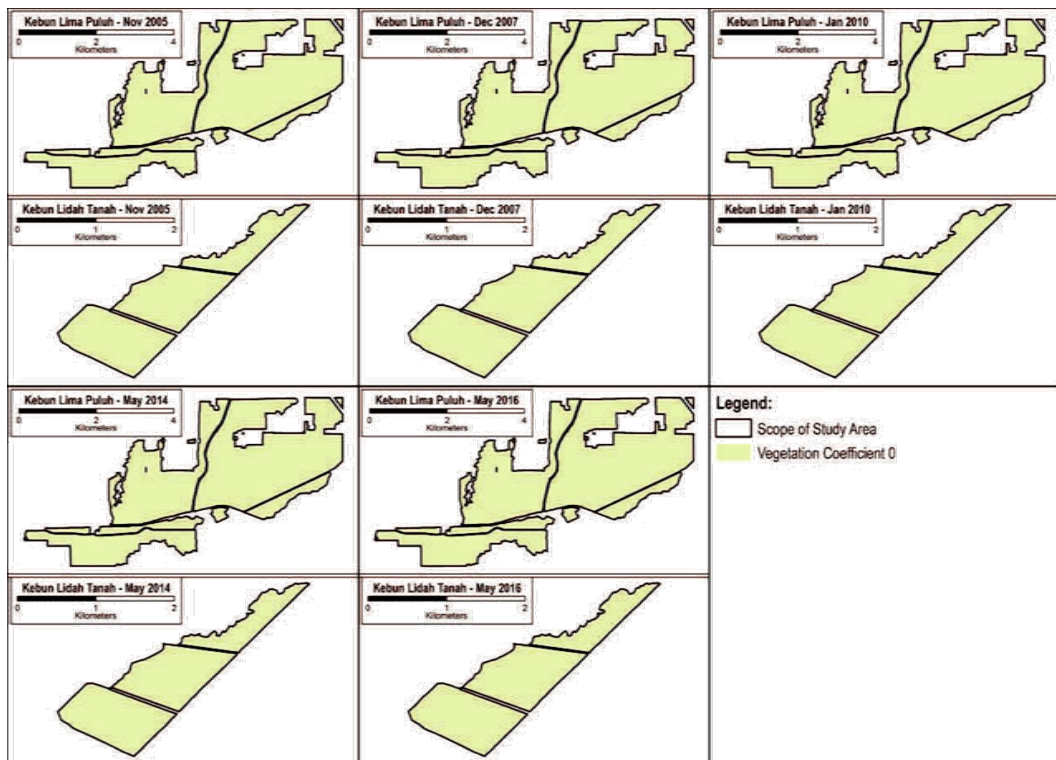 Kebun Lima Puluh - Nov 2005
0 2 4
Kilometers
Kebun Lima Puluh - Dec 2007
0 2 4
Kilometers
Kebun Lima Puluh - Jan 2010
0 2 4
Kilometers
Kebun Lidah Tanah - Nov 2005
0 1 2
Kilometers
Kebun Lidah Tanah - Dec 2007
0 1 2
Kilometers
Kebun Lidah Tanah - Jan 2010
0 1 2
Kilometers
Kebun Lima Puluh - May 2014
0 2 4
Kilometers
Kebun Lima Puluh - May 2016
0 2 4
Kilometers
Legend:
Scope of Study Area
Vegetation Coefficient 0
Kebun Lidah Tanah - May 2014
0 1 2
Kilometers
Kebun Lidah Tanah - May 2016
0 1 2
Kilometers